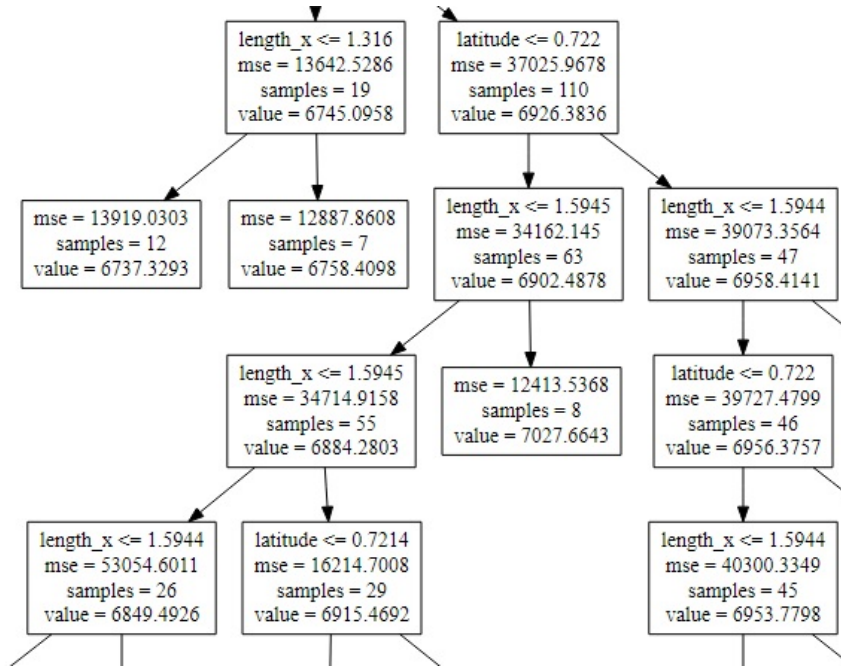 length_x <= 1.316
mse = 13642.5286
samples = 19
value = 6745.0958
latitude <= 0.722
mse = 37025.9678
samples = 110
value = 6926.3836
mse = 13919.0303
samples = 12
value = 6737.3293
mse = 12887.8608
samples = 7
value = 6758.4098
length_x <= 1.5945
mse = 34162.145
samples = 63
value = 6902.4878
length_x <= 1.5944
mse = 39073.3564
samples = 47
value = 6958.4141
length_x <= 1.5945
mse = 34714.9158
samples = 55
value = 6884.2803
mse = 12413.5368
samples = 8
value = 7027.6643
latitude <= 0.722
mse = 39727.4799
samples = 46
value = 6956.3757
length_x <= 1.5944
mse = 53054.6011
samples = 26
value = 6849.4926
latitude <= 0.7214
mse = 16214.7008
samples = 29
value = 6915.4692
length_x <= 1.5944
mse = 40300.3349
samples = 45
value = 6953.7798